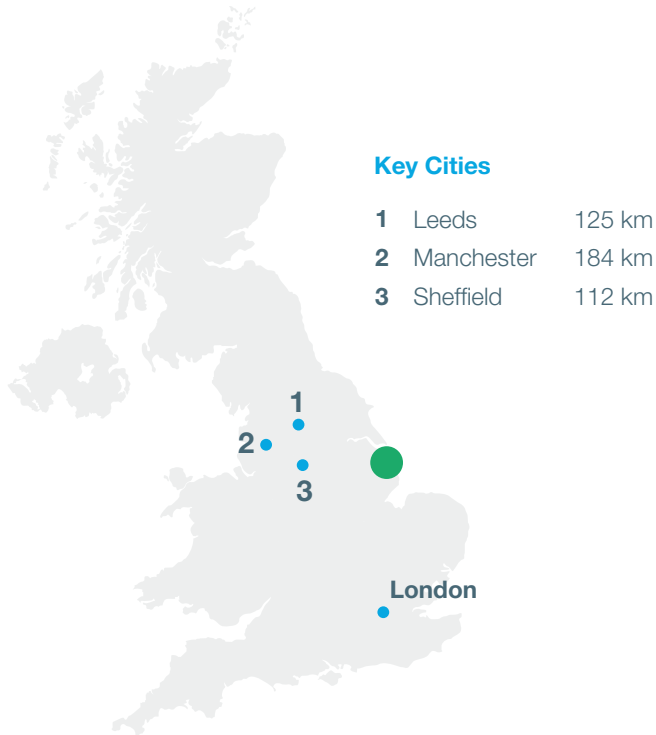 Key Cities
1 Leeds 125 km
2 Manchester 184 km
3 Sheffield 112 km
1
2
3
London